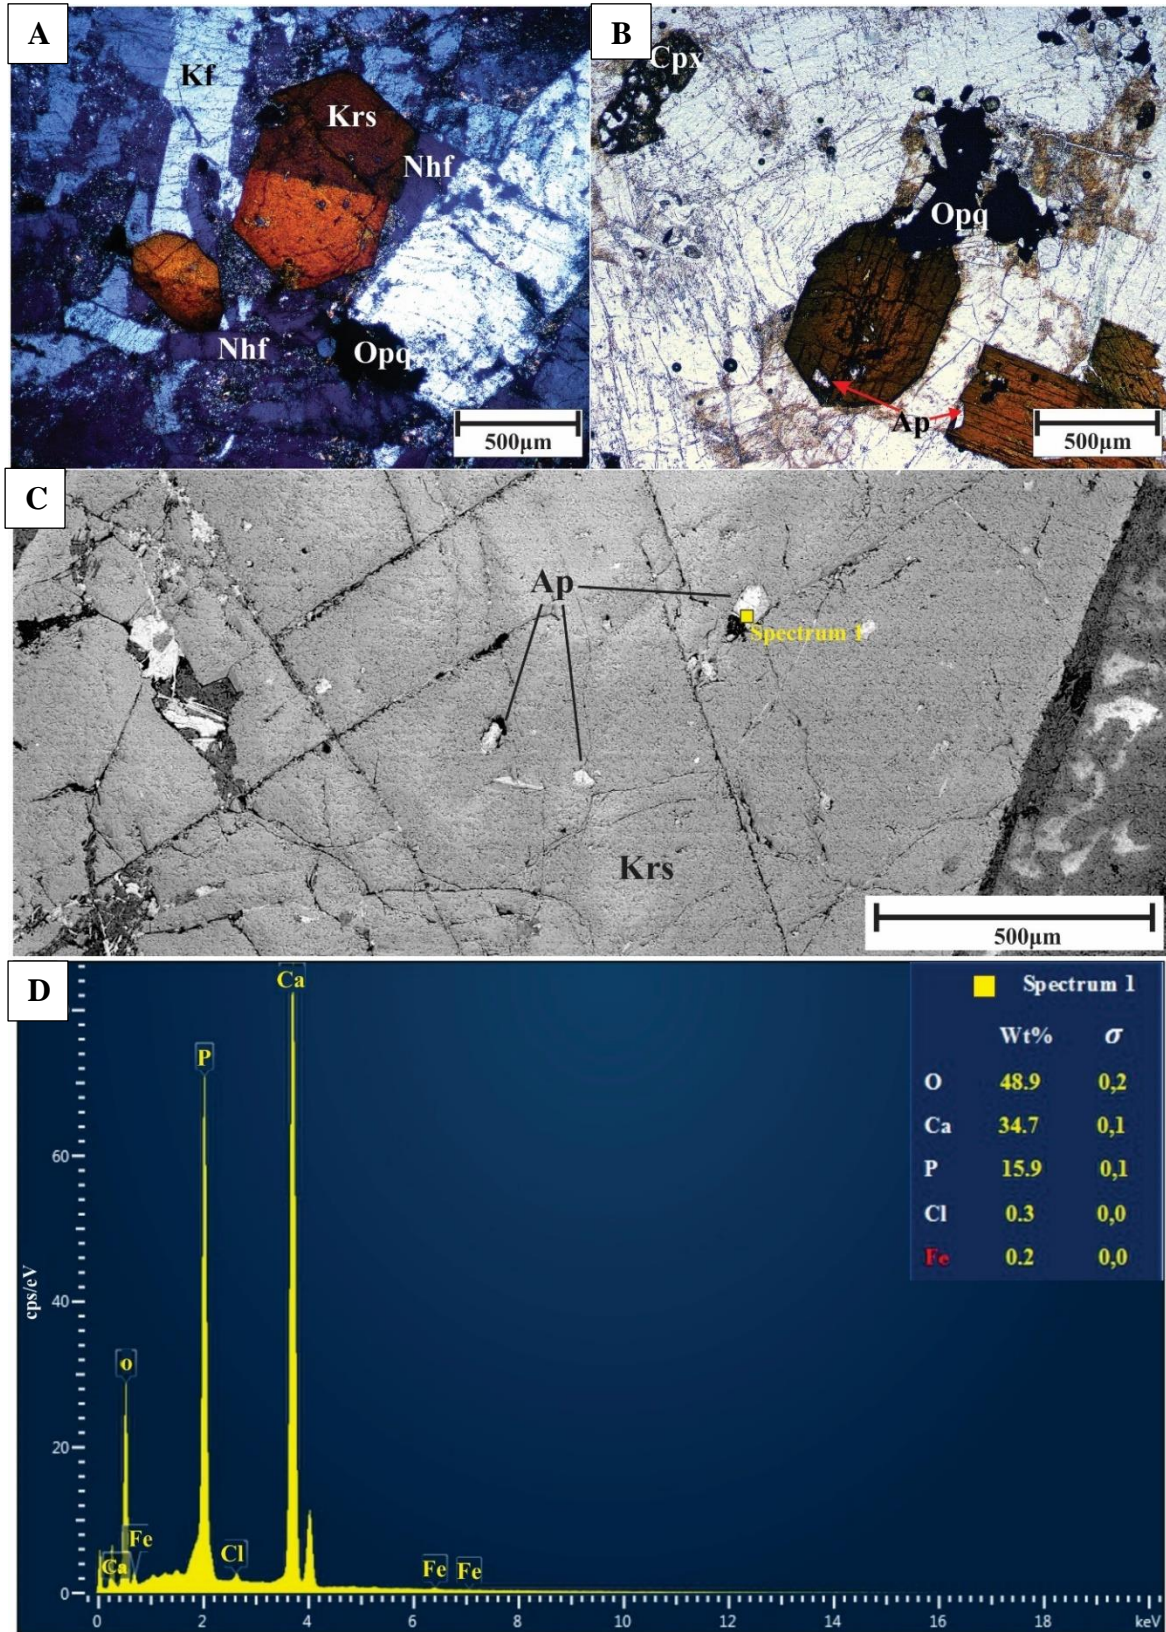 A
Kf
Krs
Nhf
Nhf
Opq
500μm
B
Cpx
Opq
Ap
500μm
C
Ap
Spectrum 1
Krs
500μm
D
Ca
P
O
Fe
Ca
Cl
Fe
Fe
cps/eV
60
40
20
0
0 2 4 6 8 10 12 14 16 18 keV
Spectrum 1
Wt% σ
O 48.9 0,2
Ca 34.7 0,1
P 15.9 0,1
Cl 0.3 0,0
Fe 0.2 0,0